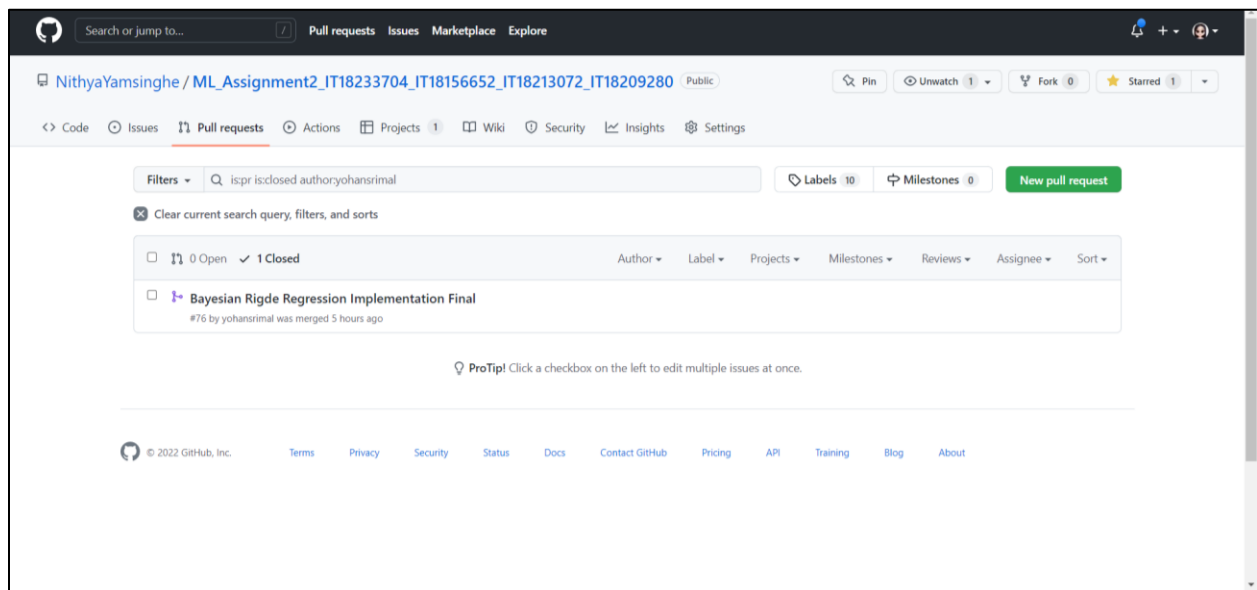 Search or jump to... / Pull requests Issues Marketplace Explore
NithyaYamsinghe / ML_Assignment2_IT18233704_IT18156652_IT18213072_IT18209280 Public Pin Unwatch 1 Fork 0 Starred 1
<> Code Issues Pull requests Actions Projects 1 Wiki Security Insights Settings
Filters is:pr is:closed author:yohansrimal Labels 10 Milestones 0 New pull request
Clear current search query, filters, and sorts
0 Open 1 Closed Author Label Projects Milestones Reviews Assignee Sort
Bayesian Rigde Regression Implementation Final
#76 by yohansrimal was merged 5 hours ago
ProTip! Click a checkbox on the left to edit multiple issues at once.
© 2022 GitHub, Inc. Terms Privacy Security Status Docs Contact GitHub Pricing API Training Blog About